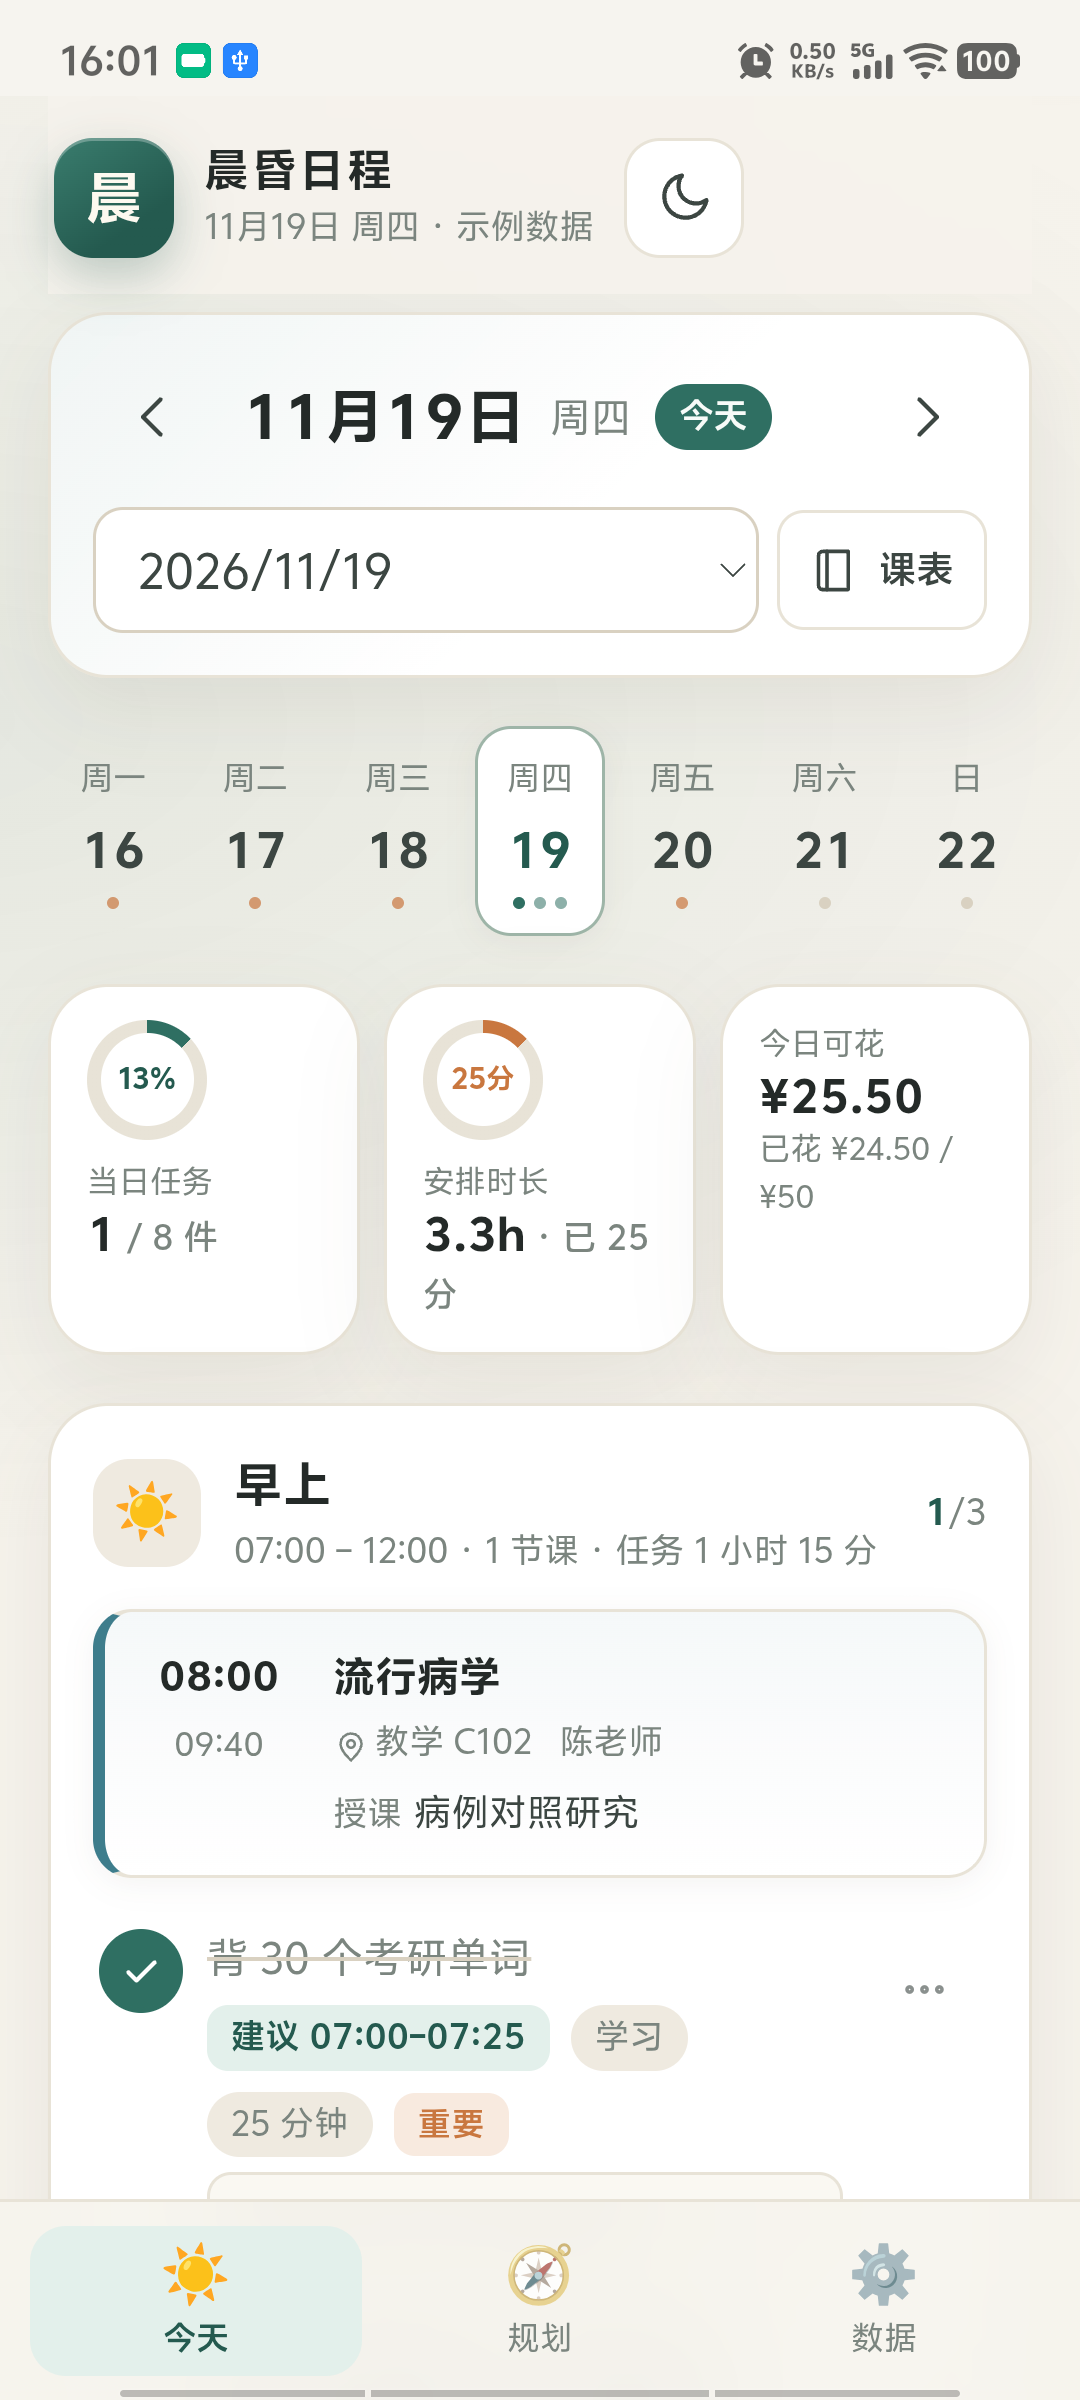 16:01
0.50 KB/s 5G 100
晨
晨昏日程
11月19日 周四 · 示例数据
11月19日 周四 今天
2026/11/19 课表
周一 周二 周三 周四 周五 周六 日
16 17 18 19 20 21 22
13%
当日任务
1 / 8 件
25分
安排时长
3.3h · 已 25
分
今日可花
¥25.50
已花 ¥24.50 /
¥50
早上
1/3
07:00 – 12:00 · 1 节课 · 任务 1 小时 15 分
08:00 流行病学
09:40 教学 C102 陈老师
授课 病例对照研究
背 30 个考研单词
建议 07:00–07:25 学习
25 分钟 重要
今天 规划 数据